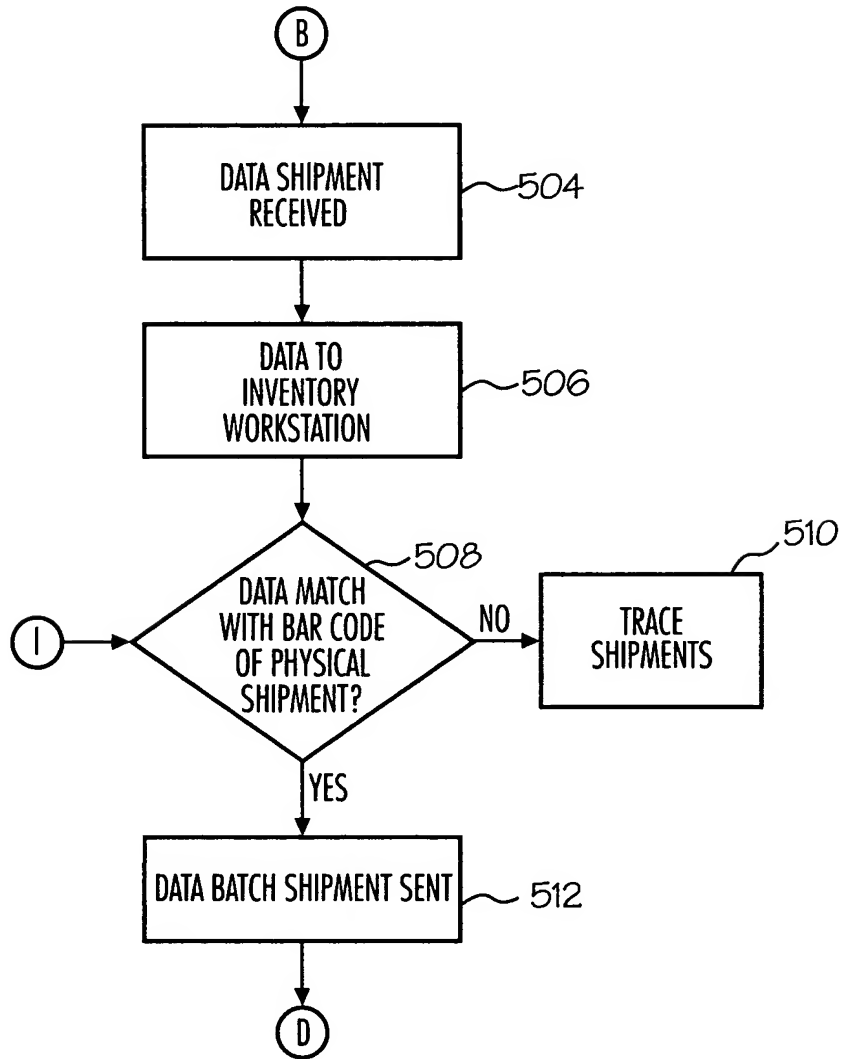 B
DATA SHIPMENT
RECEIVED
504
DATA TO
INVENTORY
WORKSTATION
506
508
DATA MATCH
WITH BAR CODE
OF PHYSICAL
SHIPMENT?
I
NO
510
TRACE
SHIPMENTS
YES
DATA BATCH SHIPMENT SENT
512
D